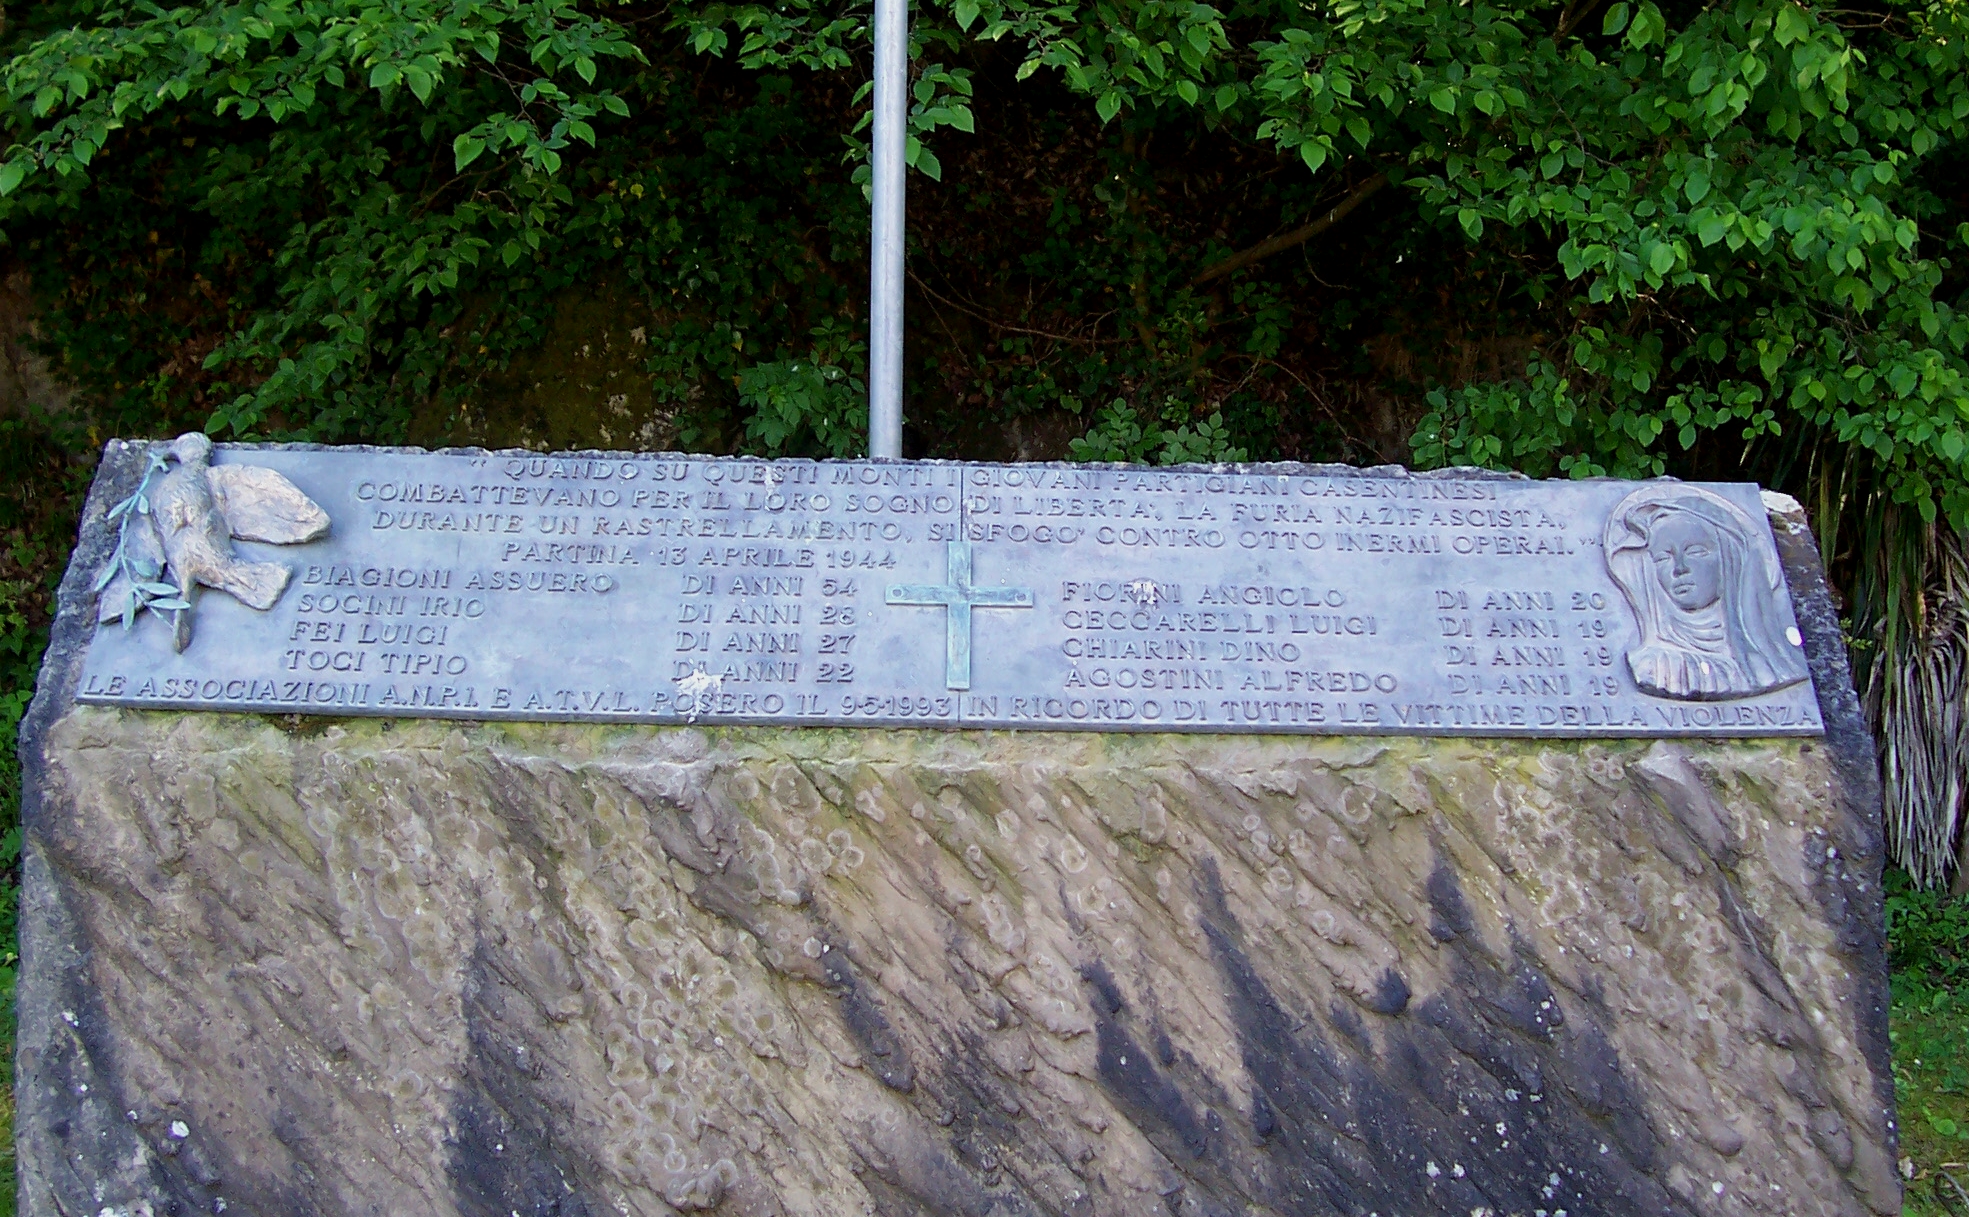 " QUANDO SU QUESTI MONTI I GIOVANI PARTIGIANI CASENTINESI
COMBATTEVANO PER IL LORO SOGNO DI LIBERTA', LA FURIA NAZIFASCISTA,
DURANTE UN RASTRELLAMENTO, SI SFOGO' CONTRO OTTO INERMI OPERAI. "
PARTINA 13 APRILE 1944
BIAGIONI ASSUERO DI ANNI 54
SOCINI IRIO DI ANNI 28
FEI LUIGI DI ANNI 27
TOCI TIPIO DI ANNI 22
FIORINI ANGIOLO DI ANNI 20
CECCARELLI LUIGI DI ANNI 19
CHIARINI DINO DI ANNI 19
AGOSTINI ALFREDO DI ANNI 19
LE ASSOCIAZIONI A.N.P.I. E A.T.V.L. POSERO IL 9-5-1993 IN RICORDO DI TUTTE LE VITTIME DELLA VIOLENZA